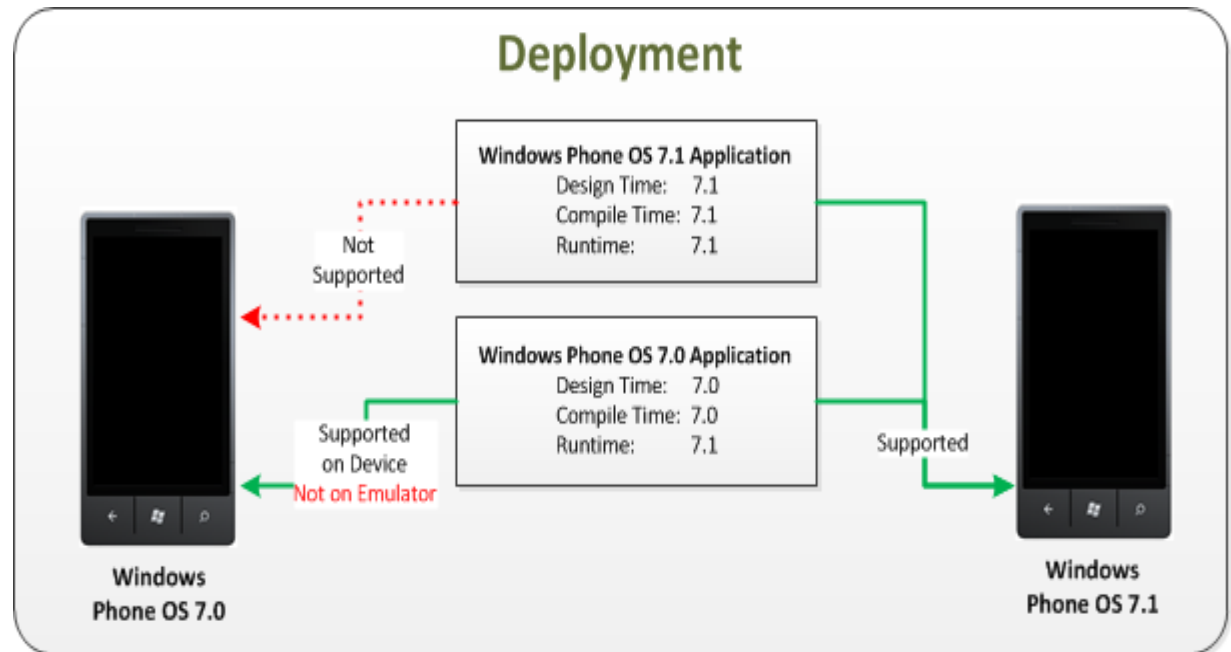 Deployment
Windows Phone OS 7.1 Application
Design Time: 7.1
Compile Time: 7.1
Runtime: 7.1
Not
Supported
Windows Phone OS 7.0 Application
Design Time: 7.0
Compile Time: 7.0
Runtime: 7.1
Supported
on Device
Not on Emulator
Supported
Windows
Phone OS 7.0
Windows
Phone OS 7.1